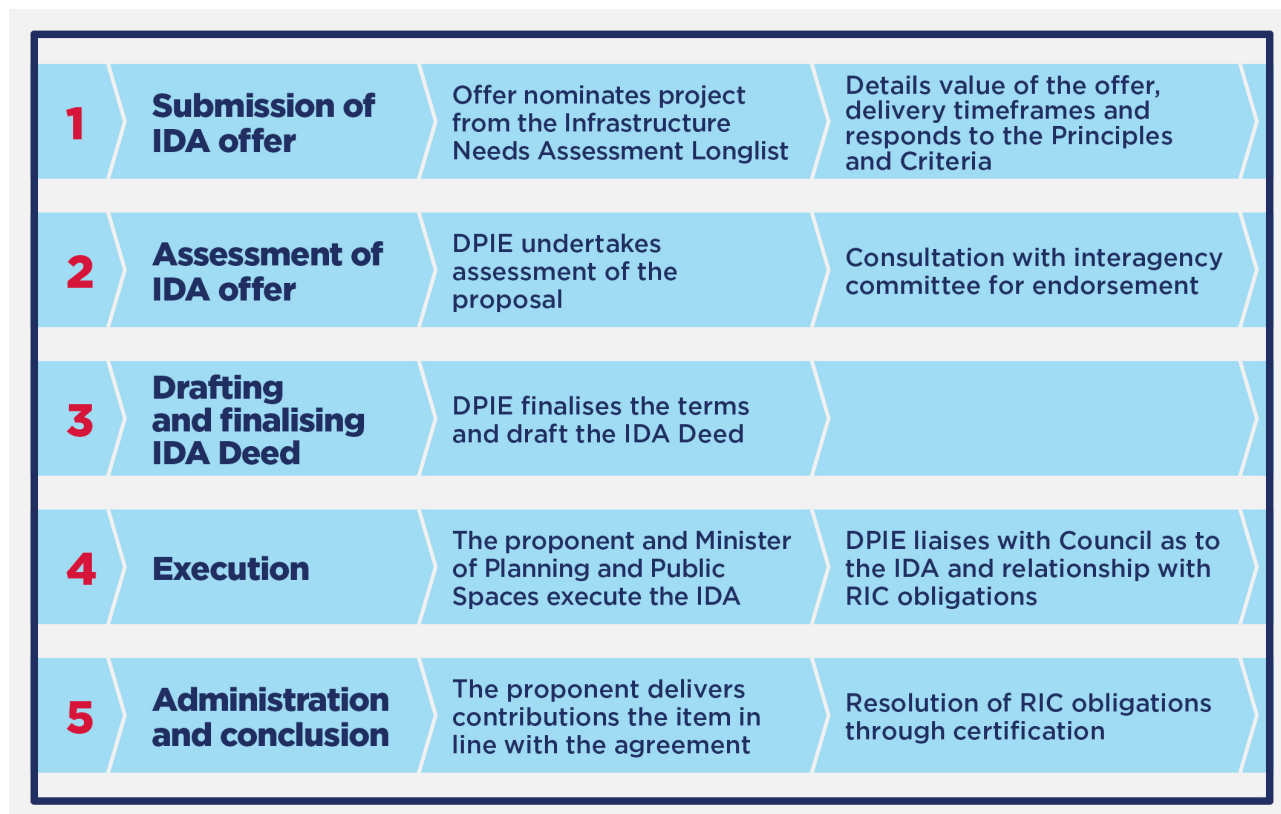 1
Submission of
IDA offer
Offer nominates project
from the Infrastructure
Needs Assessment Longlist
Details value of the offer,
delivery timeframes and
responds to the Principles
and Criteria
2
Assessment of
IDA offer
DPIE undertakes
assessment of the
proposal
Consultation with interagency
committee for endorsement
3
Drafting
and finalising
IDA Deed
DPIE finalises the terms
and draft the IDA Deed
4
Execution
The proponent and Minister
of Planning and Public
Spaces execute the IDA
DPIE liaises with Council as to
the IDA and relationship with
RIC obligations
5
Administration
and conclusion
The proponent delivers
contributions the item in
line with the agreement
Resolution of RIC obligations
through certification